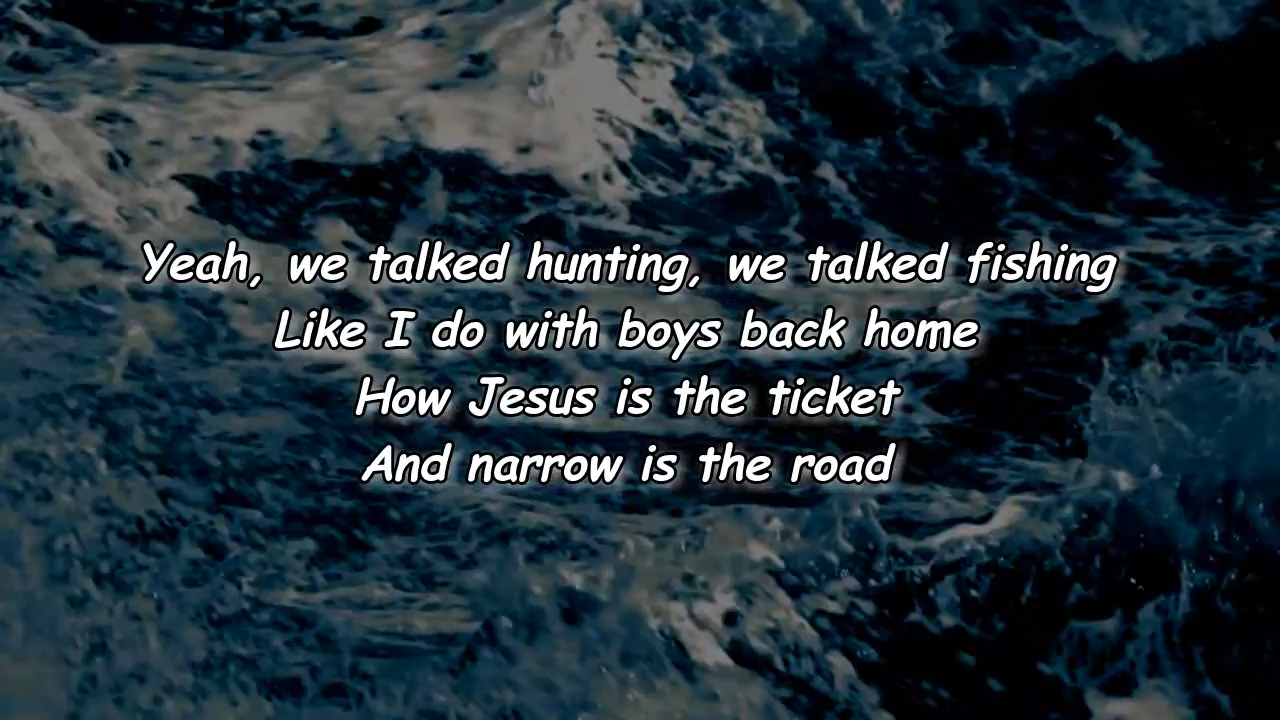 Yeah, we talked hunting, we talked fishing
Like I do with boys back home
How Jesus is the ticket
And narrow is the road